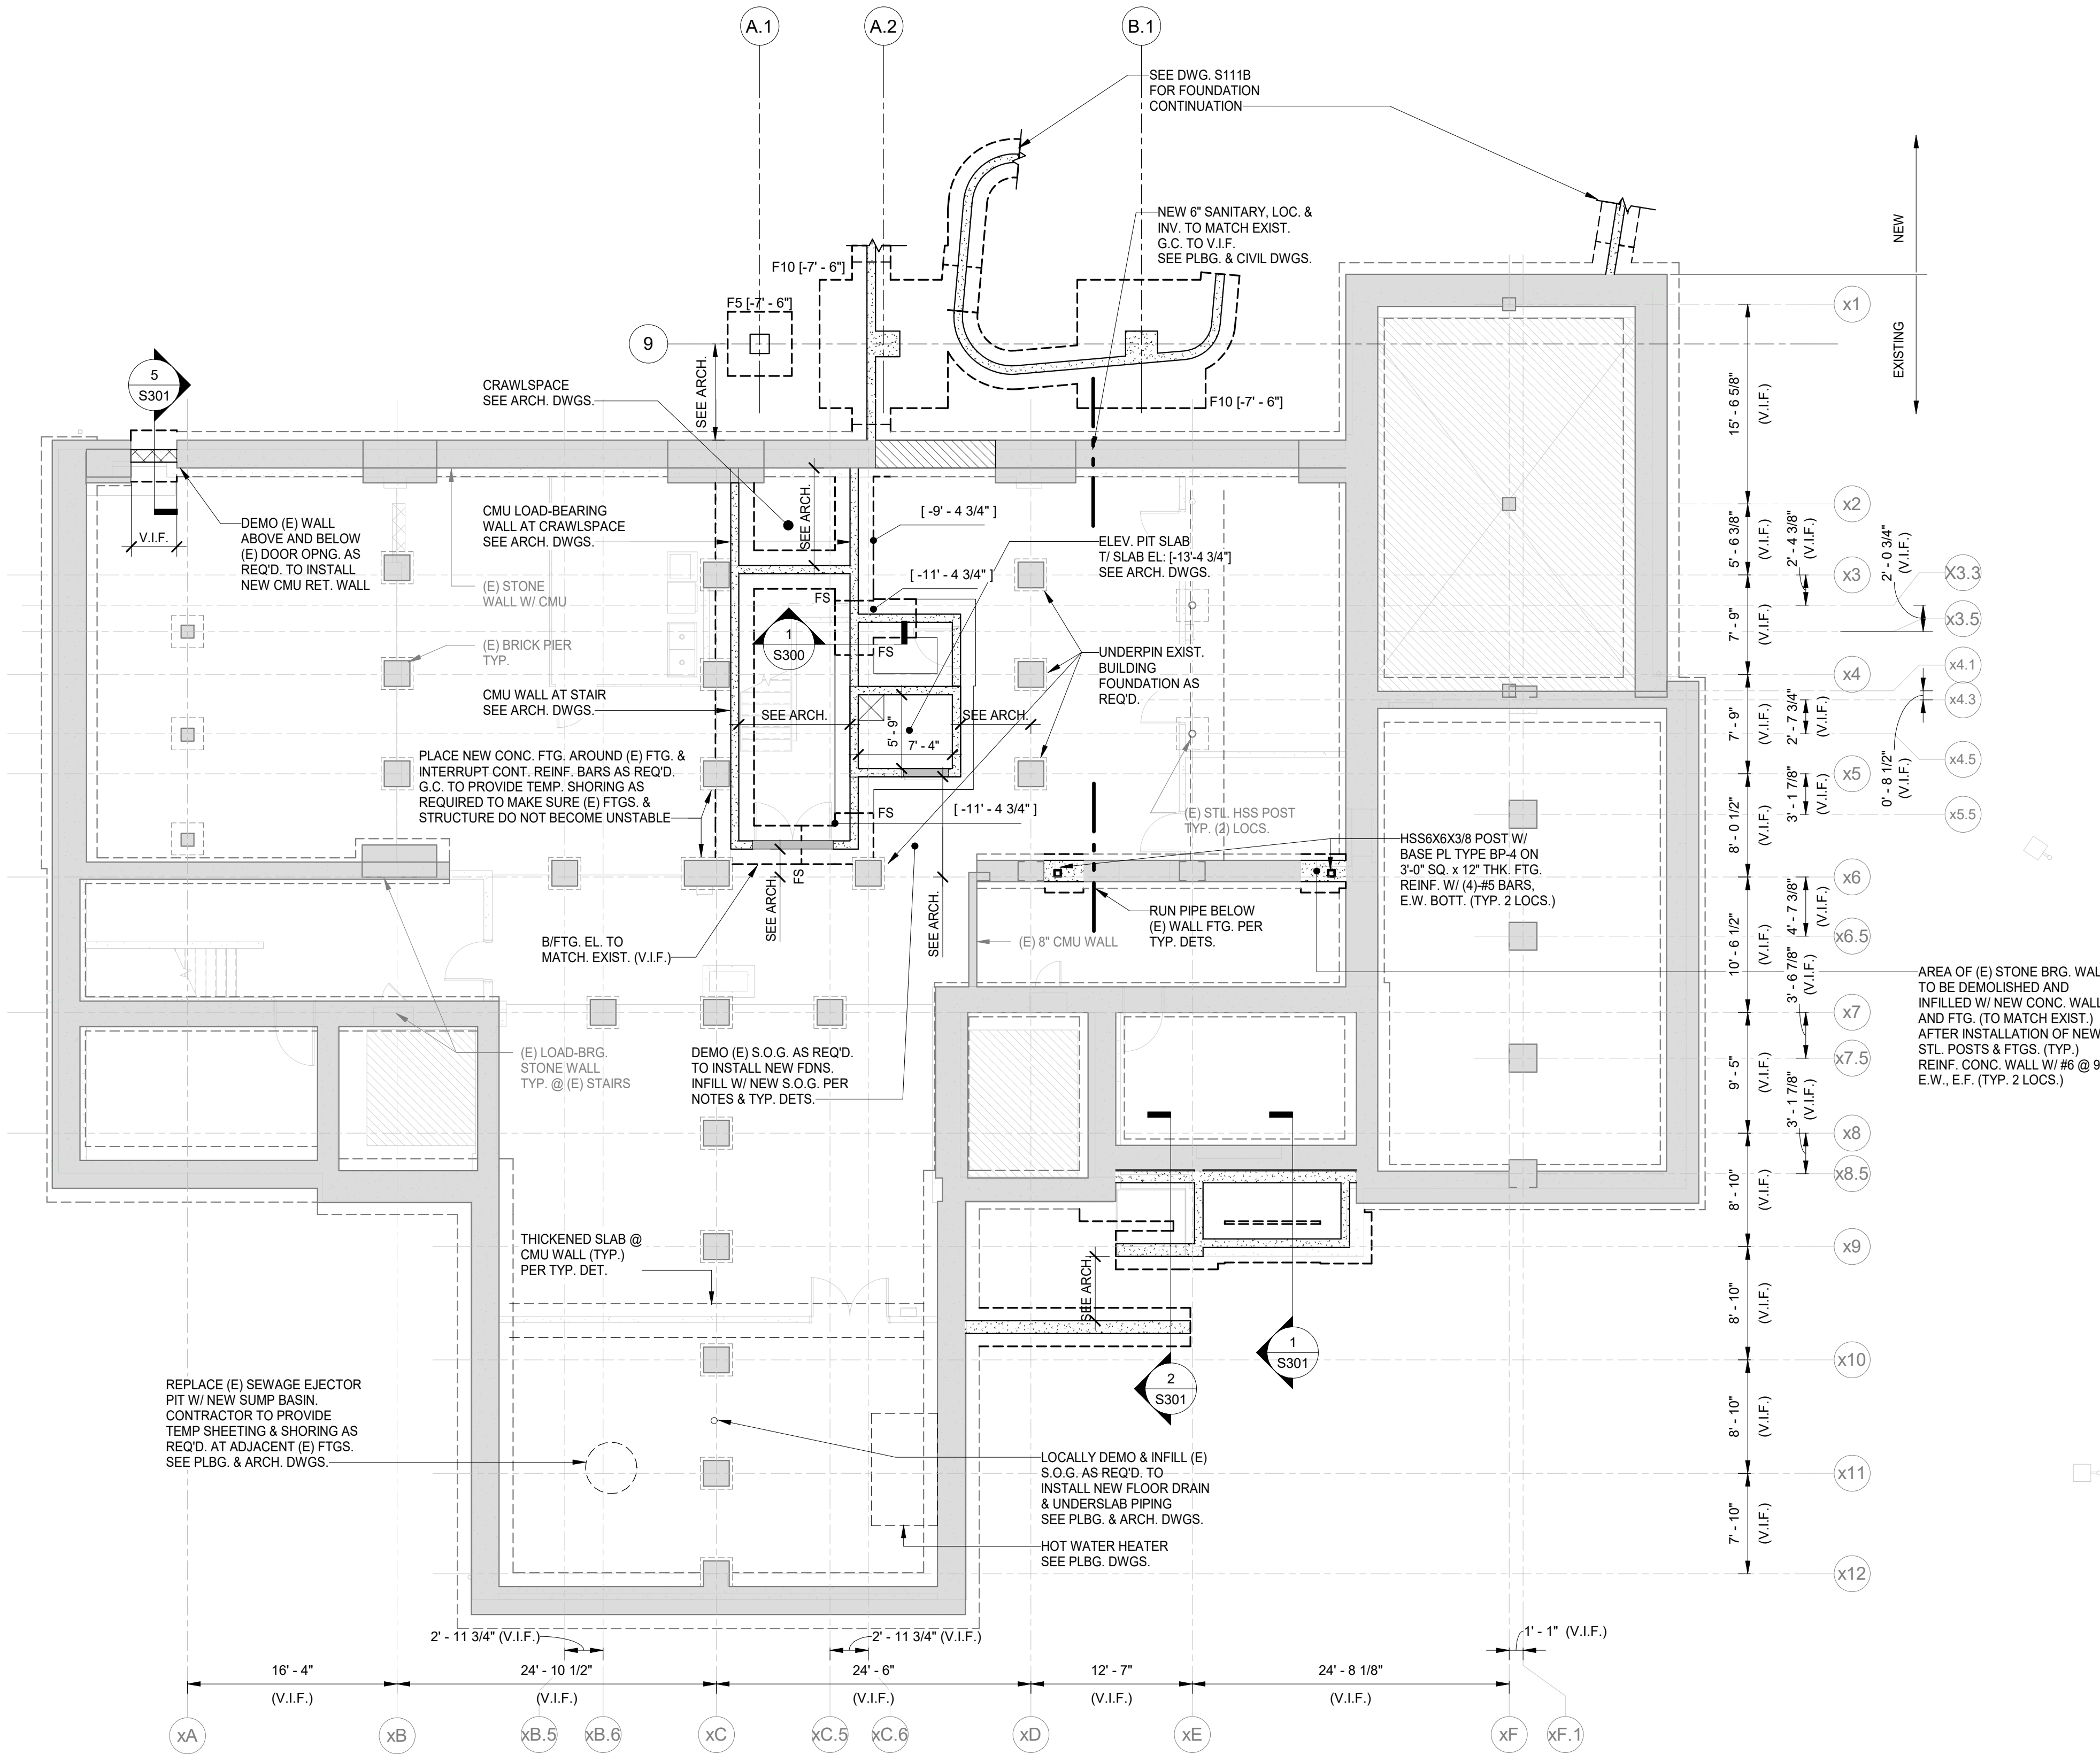 A.1
A.2
B.1
SEE DWG. S111B
FOR FOUNDATION
CONTINUATION
NEW 6" SANITARY, LOC. &
INV. TO MATCH EXIST.
G.C. TO V.I.F.
SEE PLBG. & CIVIL DWGS.
NEW
EXISTING
F10 [-7' - 6"]
F5 [-7' - 6"]
9
SEE ARCH.
F10 [-7' - 6"]
5
S301
CRAWLSPACE
SEE ARCH. DWGS.
V.I.F.
DEMO (E) WALL
ABOVE AND BELOW
(E) DOOR OPNG. AS
REQ'D. TO INSTALL
NEW CMU RET. WALL
(E) STONE
WALL W/ CMU
CMU LOAD-BEARING
WALL AT CRAWLSPACE
SEE ARCH. DWGS.
SEE ARCH.
[ -9' - 4 3/4" ]
[ -11' - 4 3/4" ]
ELEV. PIT SLAB
T/ SLAB EL: [-13'-4 3/4"]
SEE ARCH. DWGS.
(E) BRICK PIER
TYP.
FS
1
S300
FS
CMU WALL AT STAIR
SEE ARCH. DWGS.
SEE ARCH.
SEE ARCH.
5' - 9"
7' - 4"
UNDERPIN EXIST.
BUILDING
FOUNDATION AS
REQ'D.
PLACE NEW CONC. FTG. AROUND (E) FTG. &
INTERRUPT CONT. REINF. BARS AS REQ'D.
G.C. TO PROVIDE TEMP. SHORING AS
REQUIRED TO MAKE SURE (E) FTGS. &
STRUCTURE DO NOT BECOME UNSTABLE
FS
[ -11' - 4 3/4" ]
(E) STL. HSS POST
TYP. (2) LOCS.
HSS6X6X3/8 POST W/
BASE PL TYPE BP-4 ON
3'-0" SQ. x 12" THK. FTG.
REINF. W/ (4)-#5 BARS,
E.W. BOTT. (TYP. 2 LOCS.)
FS
SEE ARCH.
SEE ARCH.
B/FTG. EL. TO
MATCH. EXIST. (V.I.F.)
RUN PIPE BELOW
(E) WALL FTG. PER
TYP. DETS.
(E) 8" CMU WALL
AREA OF (E) STONE BRG. WAL
TO BE DEMOLISHED AND
INFILLED W/ NEW CONC. WALL
AND FTG. (TO MATCH EXIST.)
AFTER INSTALLATION OF NEW
STL. POSTS & FTGS. (TYP.)
REINF. CONC. WALL W/ #6 @ 9
E.W., E.F. (TYP. 2 LOCS.)
(E) LOAD-BRG.
STONE WALL
TYP. @ (E) STAIRS
DEMO (E) S.O.G. AS REQ'D.
TO INSTALL NEW FDNS.
INFILL W/ NEW S.O.G. PER
NOTES & TYP. DETS.
THICKENED SLAB @
CMU WALL (TYP.)
PER TYP. DET.
SEE ARCH.
1
S301
2
S301
REPLACE (E) SEWAGE EJECTOR
PIT W/ NEW SUMP BASIN.
CONTRACTOR TO PROVIDE
TEMP SHEETING & SHORING AS
REQ'D. AT ADJACENT (E) FTGS.
SEE PLBG. & ARCH. DWGS.
LOCALLY DEMO & INFILL (E)
S.O.G. AS REQ'D. TO
INSTALL NEW FLOOR DRAIN
& UNDERSLAB PIPING
SEE PLBG. & ARCH. DWGS.
HOT WATER HEATER
SEE PLBG. DWGS.
15' - 6 5/8"
(V.I.F.)
5' - 6 3/8"
(V.I.F.)
2' - 4 3/8"
(V.I.F.)
2' - 0 3/4"
(V.I.F.)
7' - 9"
(V.I.F.)
7' - 9"
(V.I.F.)
2' - 7 3/4"
(V.I.F.)
0' - 8 1/2"
(V.I.F.)
8' - 0 1/2"
(V.I.F.)
3' - 1 7/8"
(V.I.F.)
10' - 6 1/2"
(V.I.F.)
4' - 7 3/8"
(V.I.F.)
3' - 6 7/8"
(V.I.F.)
9' - 5"
(V.I.F.)
3' - 1 7/8"
(V.I.F.)
8' - 10"
(V.I.F.)
8' - 10"
(V.I.F.)
8' - 10"
(V.I.F.)
7' - 10"
(V.I.F.)
x1
x2
x3
X3.3
x3.5
x4.1
x4
x4.3
x4.5
x5
x5.5
x6
x6.5
x7
x7.5
x8
x8.5
x9
x10
x11
x12
2' - 11 3/4" (V.I.F.)
2' - 11 3/4" (V.I.F.)
1' - 1" (V.I.F.)
16' - 4"
(V.I.F.)
24' - 10 1/2"
(V.I.F.)
24' - 6"
(V.I.F.)
12' - 7"
(V.I.F.)
24' - 8 1/8"
(V.I.F.)
xA
xB
xB.5
xB.6
xC
xC.5
xC.6
xD
xE
xF
xF.1